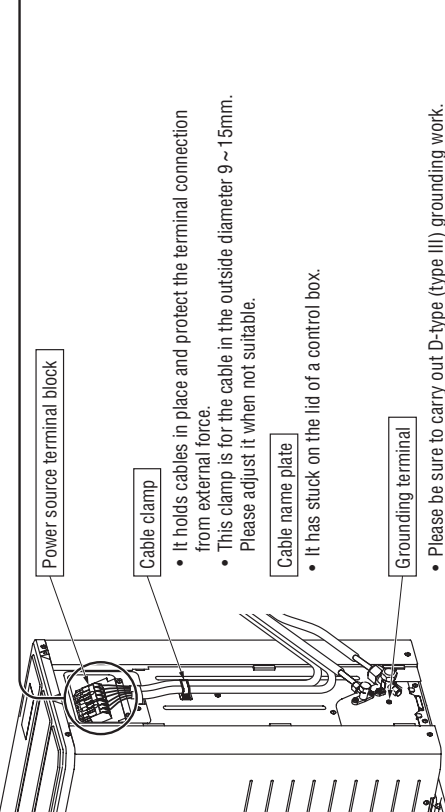 Power source terminal block
Cable clamp
• It holds cables in place and protect the terminal connection
from external force.
• This clamp is for the cable in the outside diameter 9~15mm.
Please adjust it when not suitable.
Cable name plate
• It has stuck on the lid of a control box.
Grounding terminal
• Please be sure to carry out D-type (type III) grounding work.